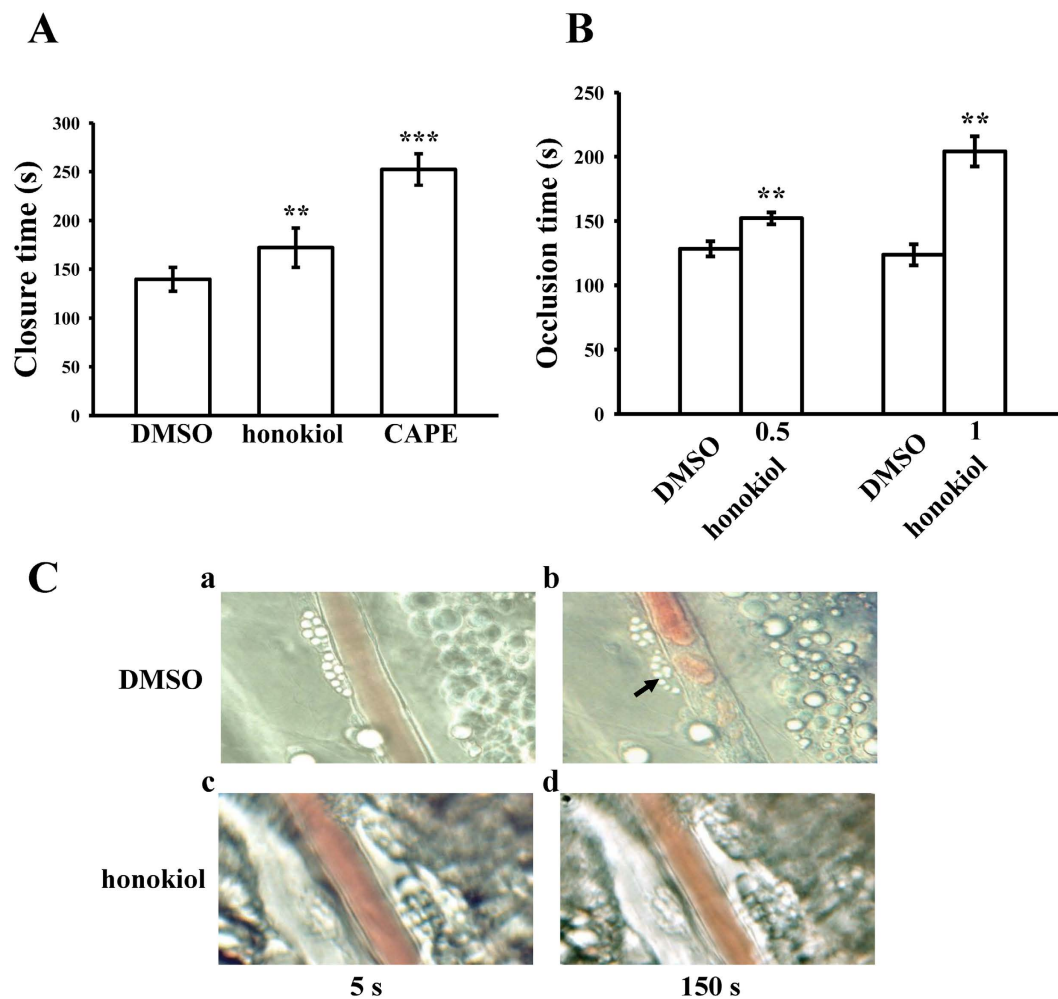 A
Closure time (s)
300
250
200
150
100
50
0
**
***
DMSO honokiol CAPE
B
Occlusion time (s)
250
200
150
100
50
0
**
**
DMSO 0.5 honokiol DMSO 1 honokiol
C
a b
DMSO
c d
honokiol
5 s 150 s